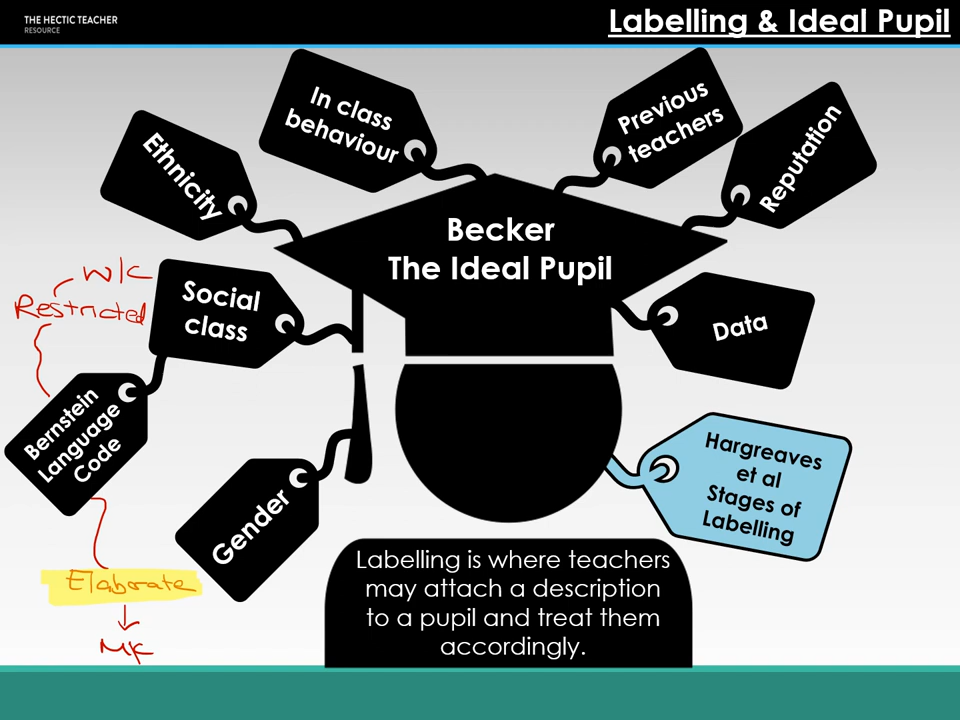 THE HECTIC TEACHER
RESOURCE
Labelling & Ideal Pupil
In class
behaviour
Previous
teachers
Ethnicity
Reputation
Becker
The Ideal Pupil
W/C
Restricted
Social
class
Data
Bernstein
Language
Code
Gender
Hargreaves
et al
Stages of
Labelling
Elaborate
MK
Labelling is where teachers
may attach a description
to a pupil and treat them
accordingly.